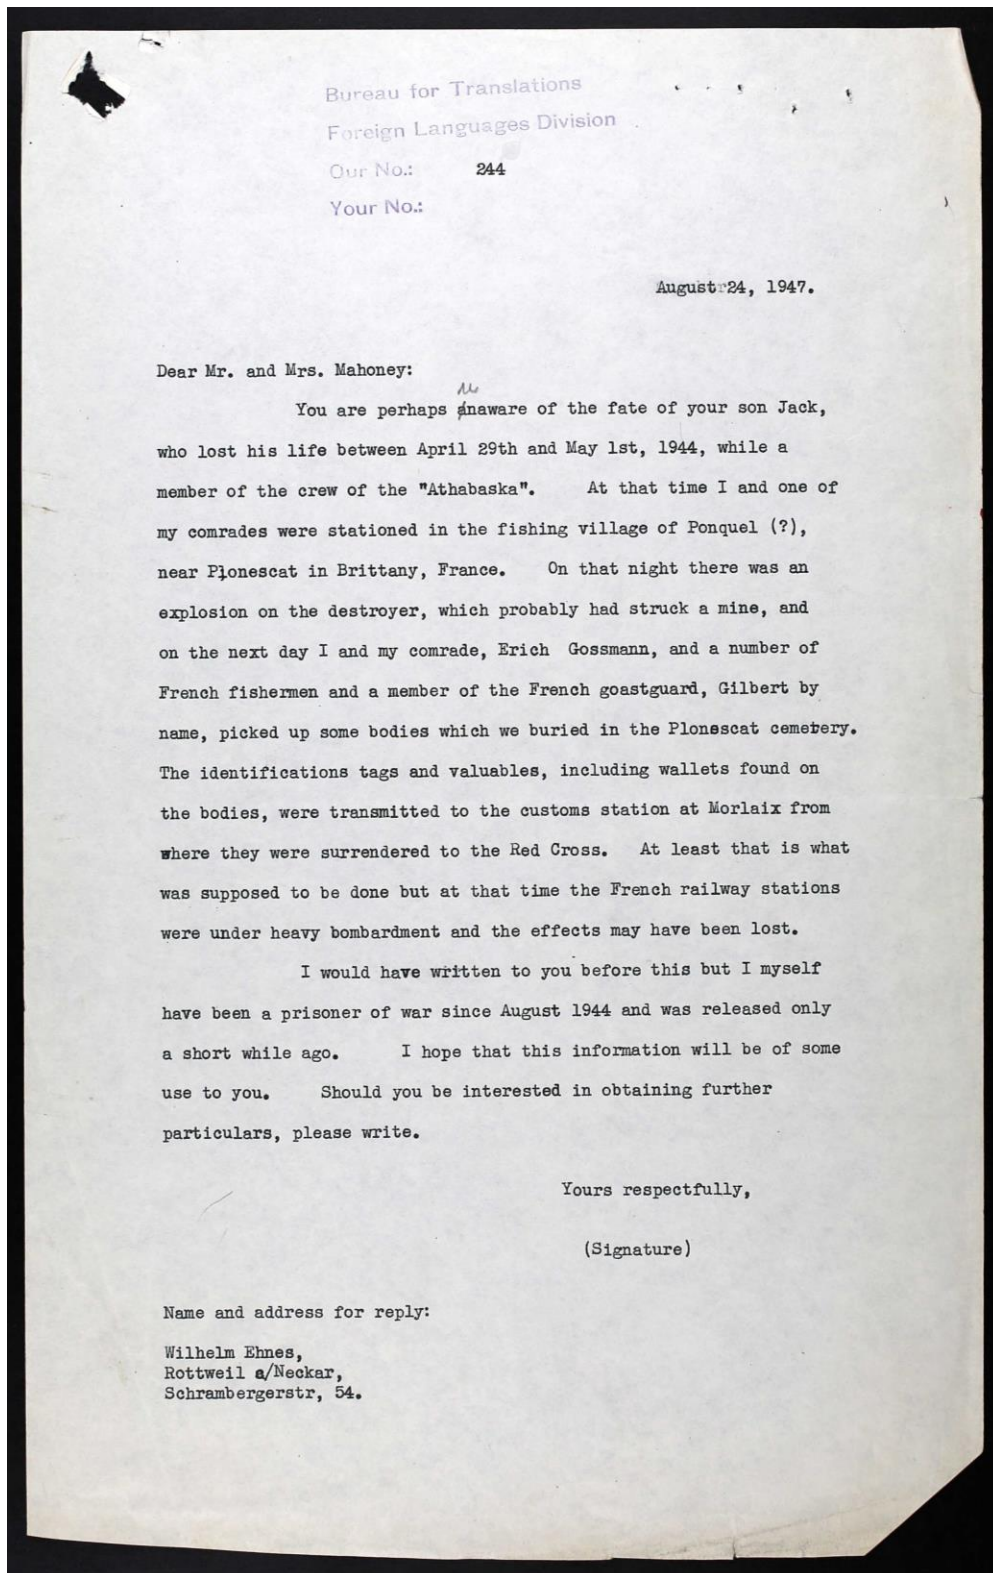 Bureau for Translations
Foreign Languages Division
Our No.: 244
Your No.:
August 24, 1947.
Dear Mr. and Mrs. Mahoney:
You are perhaps unaware of the fate of your son Jack,
who lost his life between April 29th and May 1st, 1944, while a
member of the crew of the "Athabaska". At that time I and one of
my comrades were stationed in the fishing village of Ponquel (?),
near Plonescat in Brittany, France. On that night there was an
explosion on the destroyer, which probably had struck a mine, and
on the next day I and my comrade, Erich Gossmann, and a number of
French fishermen and a member of the French goastguard, Gilbert by
name, picked up some bodies which we buried in the Plonescat cemetery.
The identifications tags and valuables, including wallets found on
the bodies, were transmitted to the customs station at Morlaix from
where they were surrendered to the Red Cross. At least that is what
was supposed to be done but at that time the French railway stations
were under heavy bombardment and the effects may have been lost.
I would have written to you before this but I myself
have been a prisoner of war since August 1944 and was released only
a short while ago. I hope that this information will be of some
use to you. Should you be interested in obtaining further
particulars, please write.
Yours respectfully,
(Signature)
Name and address for reply:
Wilhelm Ehnes,
Rottweil a/Neckar,
Schrambergerstr, 54.